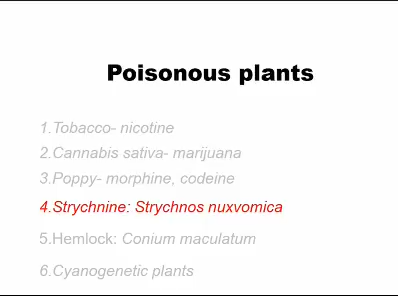 Poisonous plants
1.Tobacco- nicotine
2.Cannabis sativa- marijuana
3.Poppy- morphine, codeine
4.Strychnine: Strychnos nuxvomica
5.Hemlock: Conium maculatum
6.Cyanogenetic plants